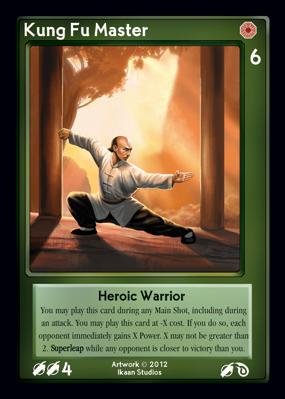 Kung Fu Master
6
Heroic Warrior
You may play this card during any Main Shot, including during
an attack. You may play this card at -X cost. If you do so, each
opponent immediately gains X Power. X may not be greater than
2. Superleap while any opponent is closer to victory than you.
4
Artwork © 2012
Ikaan Studios